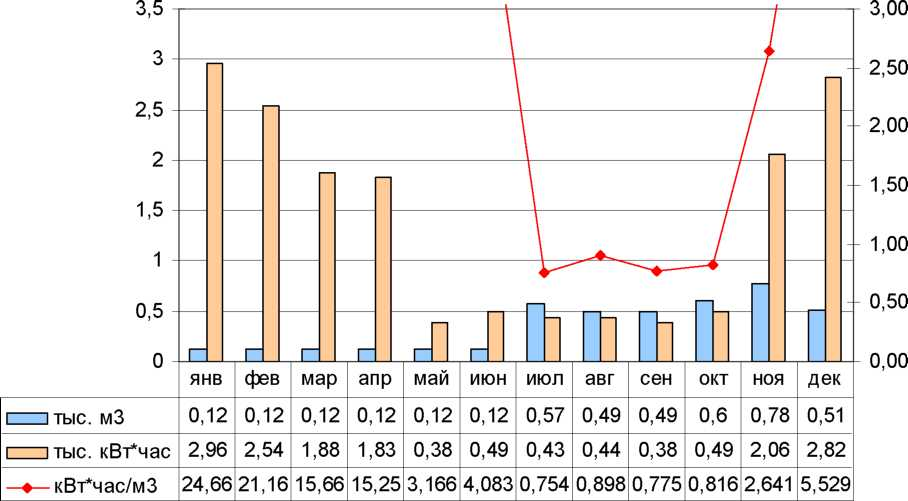 3,5 3,00
3 2,50
2,5 2,00
2 1,50
1,5 1,00
1 0,50
0,5 0,00
0
янв фев мар апр май июн июл авг сен окт ноя дек
тыс. м3 0,12 0,12 0,12 0,12 0,12 0,12 0,57 0,49 0,49 0,6 0,78 0,51
тыс. кВт*час 2,96 2,54 1,88 1,83 0,38 0,49 0,43 0,44 0,38 0,49 2,06 2,82
кВт*час/м3 24,66 21,16 15,66 15,25 3,166 4,083 0,754 0,898 0,775 0,816 2,641 5,529